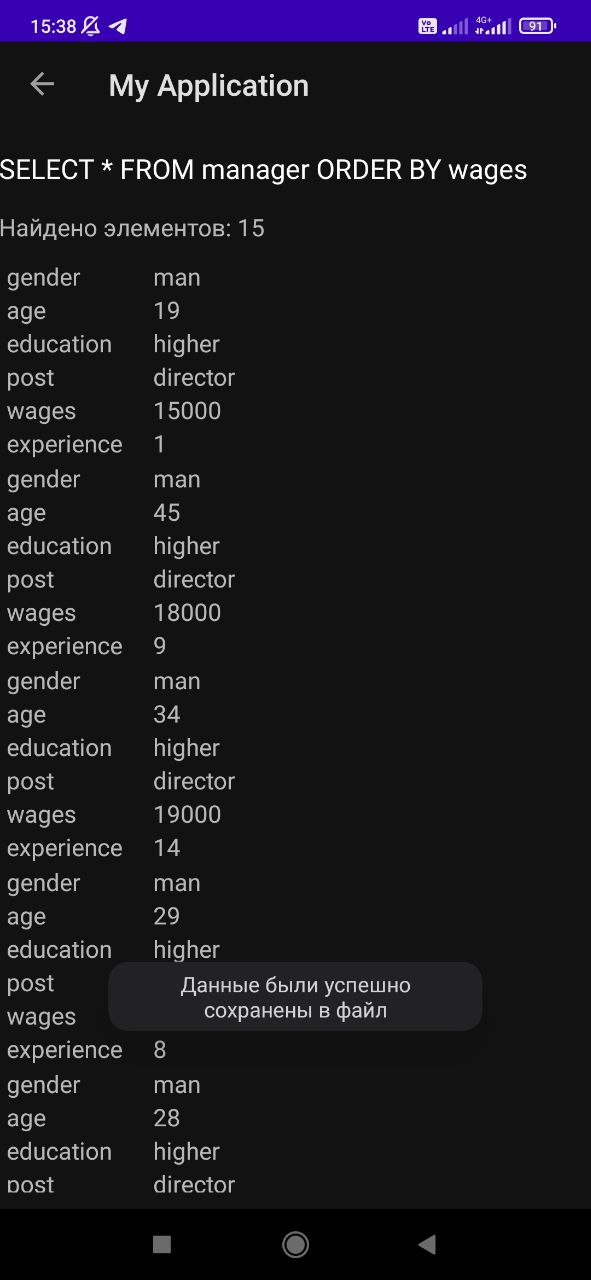 15:38 Vo LTE 4G+ 91
My Application
SELECT * FROM manager ORDER BY wages
Найдено элементов: 15
gender man
age 19
education higher
post director
wages 15000
experience 1
gender man
age 45
education higher
post director
wages 18000
experience 9
gender man
age 34
education higher
post director
wages 19000
experience 14
gender man
age 29
education higher
post
Данные были успешно
сохранены в файл
wages
experience 8
gender man
age 28
education higher
post director